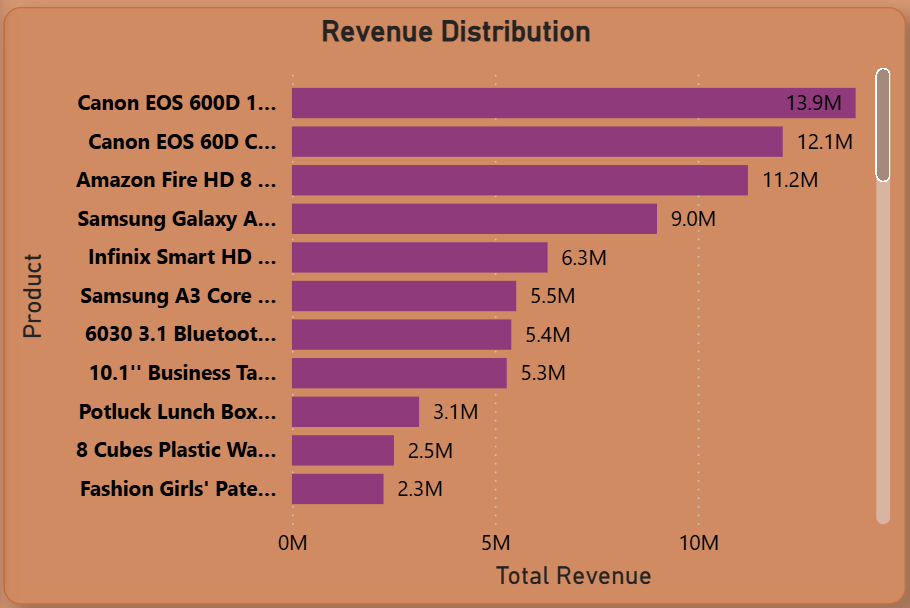 Revenue Distribution
Product
Canon EOS 600D 1... 13.9M
Canon EOS 60D C... 12.1M
Amazon Fire HD 8 ... 11.2M
Samsung Galaxy A... 9.0M
Infinix Smart HD ... 6.3M
Samsung A3 Core ... 5.5M
6030 3.1 Bluetoot... 5.4M
10.1'' Business Ta... 5.3M
Potluck Lunch Box... 3.1M
8 Cubes Plastic Wa... 2.5M
Fashion Girls' Pate... 2.3M
0M 5M 10M
Total Revenue